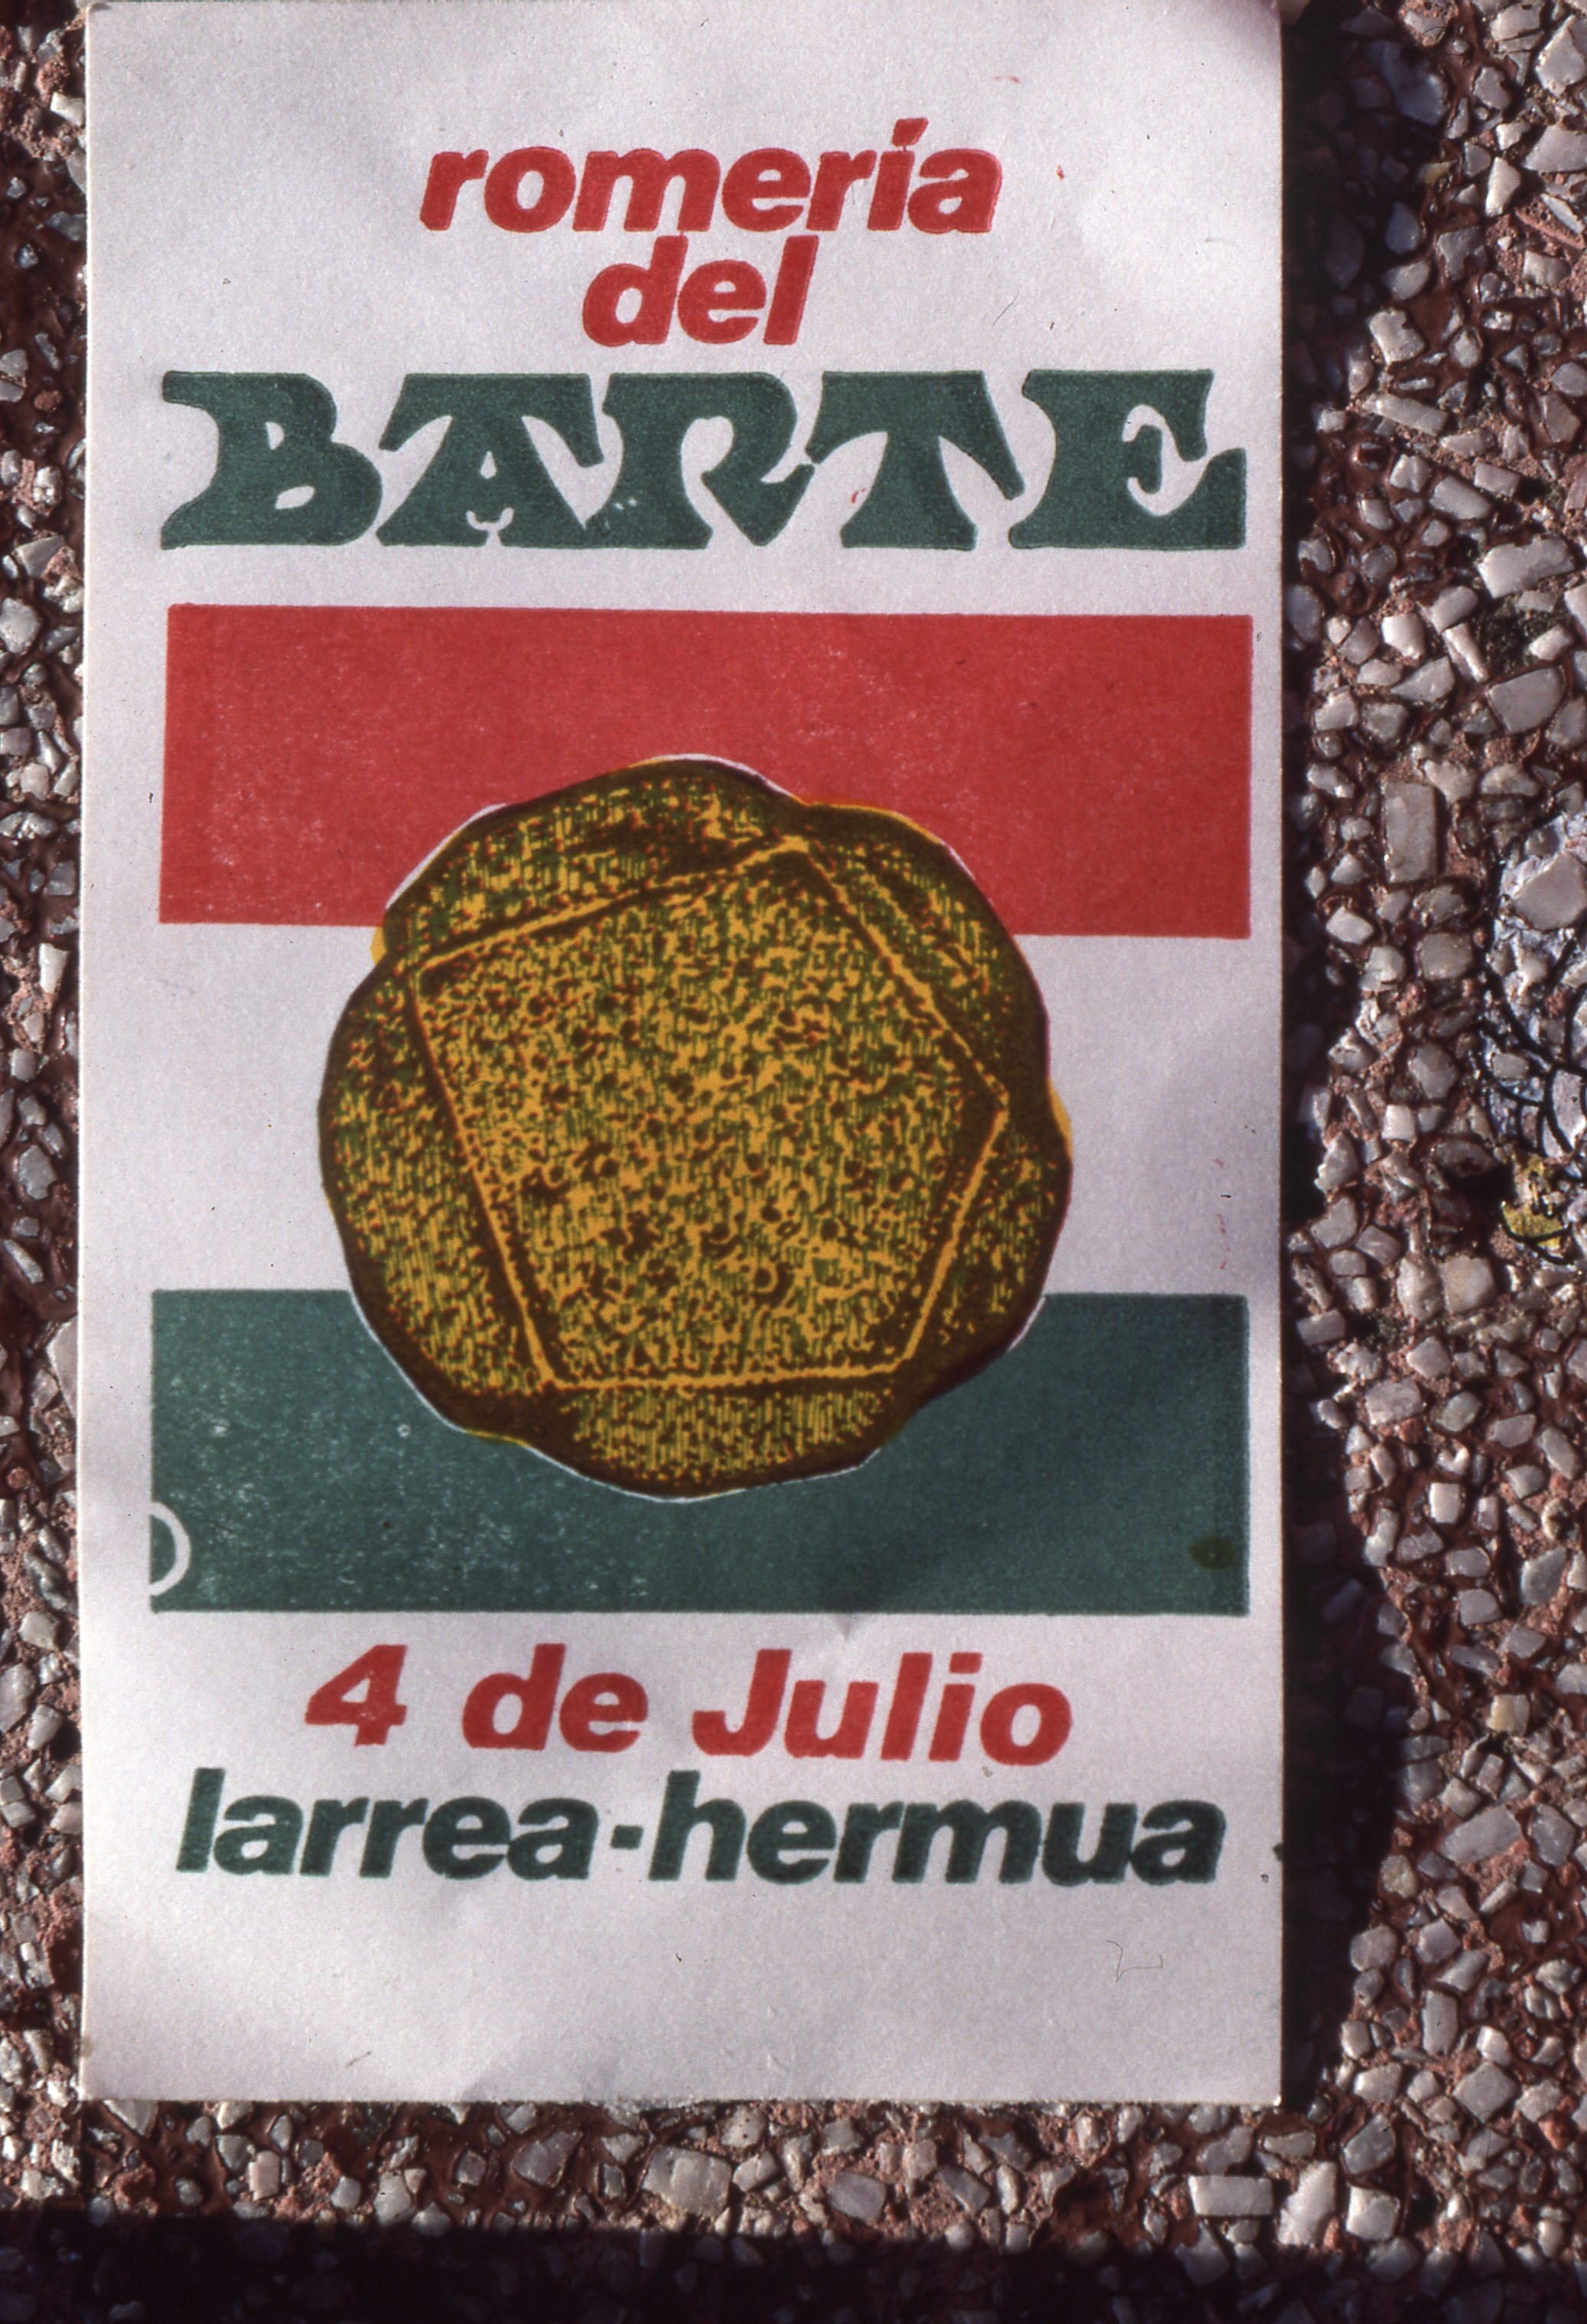 romería
del
BARTE
4 de Julio
larrea-hermua